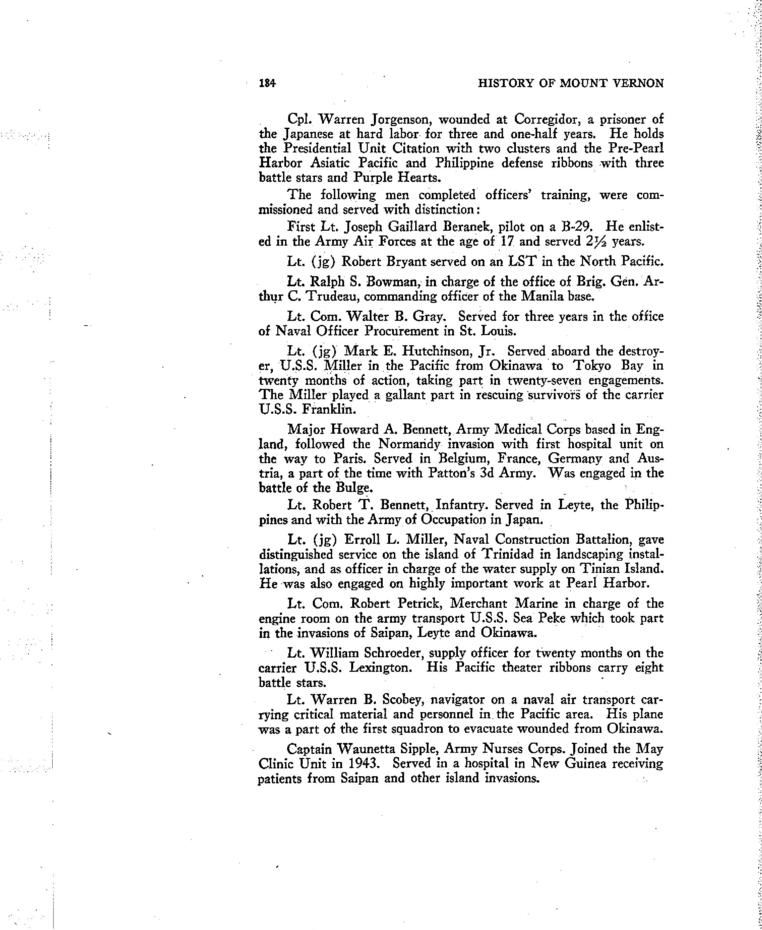 184 HISTORY OF MOUNT VERNON
Cpl. Warren Jorgenson, wounded at Corregidor, a prisoner of
the Japanese at hard labor for three and one-half years. He holds
the Presidential Unit Citation with two clusters and the Pre-Pearl
Harbor Asiatic Pacific and Philippine defense ribbons with three
battle stars and Purple Hearts.
The following men completed officers' training, were com-
missioned and served with distinction:
First Lt. Joseph Gaillard Beranek, pilot on a B-29. He enlist-
ed in the Army Air Forces at the age of 17 and served 2½ years.
Lt. (jg) Robert Bryant served on an LST in the North Pacific.
Lt. Ralph S. Bowman, in charge of the office of Brig. Gen. Ar-
thur C. Trudeau, commanding officer of the Manila base.
Lt. Com. Walter B. Gray. Served for three years in the office
of Naval Officer Procurement in St. Louis.
Lt. (jg) Mark E. Hutchinson, Jr. Served aboard the destroy-
er, U.S.S. Miller in the Pacific from Okinawa to Tokyo Bay in
twenty months of action, taking part in twenty-seven engagements.
The Miller played a gallant part in rescuing survivors of the carrier
U.S.S. Franklin.
Major Howard A. Bennett, Army Medical Corps based in Eng-
land, followed the Normandy invasion with first hospital unit on
the way to Paris. Served in Belgium, France, Germany and Aus-
tria, a part of the time with Patton's 3d Army. Was engaged in the
battle of the Bulge.
Lt. Robert T. Bennett, Infantry. Served in Leyte, the Philip-
pines and with the Army of Occupation in Japan.
Lt. (jg) Erroll L. Miller, Naval Construction Battalion, gave
distinguished service on the island of Trinidad in landscaping instal-
lations, and as officer in charge of the water supply on Tinian Island.
He was also engaged on highly important work at Pearl Harbor.
Lt. Com. Robert Petrick, Merchant Marine in charge of the
engine room on the army transport U.S.S. Sea Peke which took part
in the invasions of Saipan, Leyte and Okinawa.
Lt. William Schroeder, supply officer for twenty months on the
carrier U.S.S. Lexington. His Pacific theater ribbons carry eight
battle stars.
Lt. Warren B. Scobey, navigator on a naval air transport car-
rying critical material and personnel in the Pacific area. His plane
was a part of the first squadron to evacuate wounded from Okinawa.
Captain Waunetta Sipple, Army Nurses Corps. Joined the May
Clinic Unit in 1943. Served in a hospital in New Guinea receiving
patients from Saipan and other island invasions.